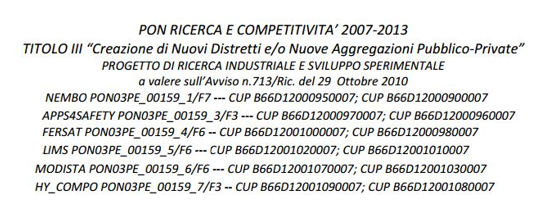 PON RICERCA E COMPETITIVITA’ 2007-2013
TITOLO III “Creazione di Nuovi Distretti e/o Nuove Aggregazioni Pubblico-Private”
PROGETTO DI RICERCA INDUSTRIALE E SVILUPPO SPERIMENTALE
a valere sull’Avviso n.713/Ric. del 29 Ottobre 2010
NEMBO PON03PE_00159_1/F7 --- CUP B66D12000950007; CUP B66D12000900007
APPS4SAFETY PON03PE_00159_3/F3 --- CUP B66D12000970007; CUP B66D12000960007
FERSAT PON03PE_00159_4/F6 -- CUP B66D12001000007; CUP B66D12000980007
LIMS PON03PE_00159_5/F6 --- CUP B66D12001020007; CUP B66D12001010007
MODISTA PON03PE_00159_6/F6 --- CUP B66D12001070007; CUP B66D12001030007
HY_COMPO PON03PE_00159_7/F3 -- CUP B66D12001090007; CUP B66D12001080007